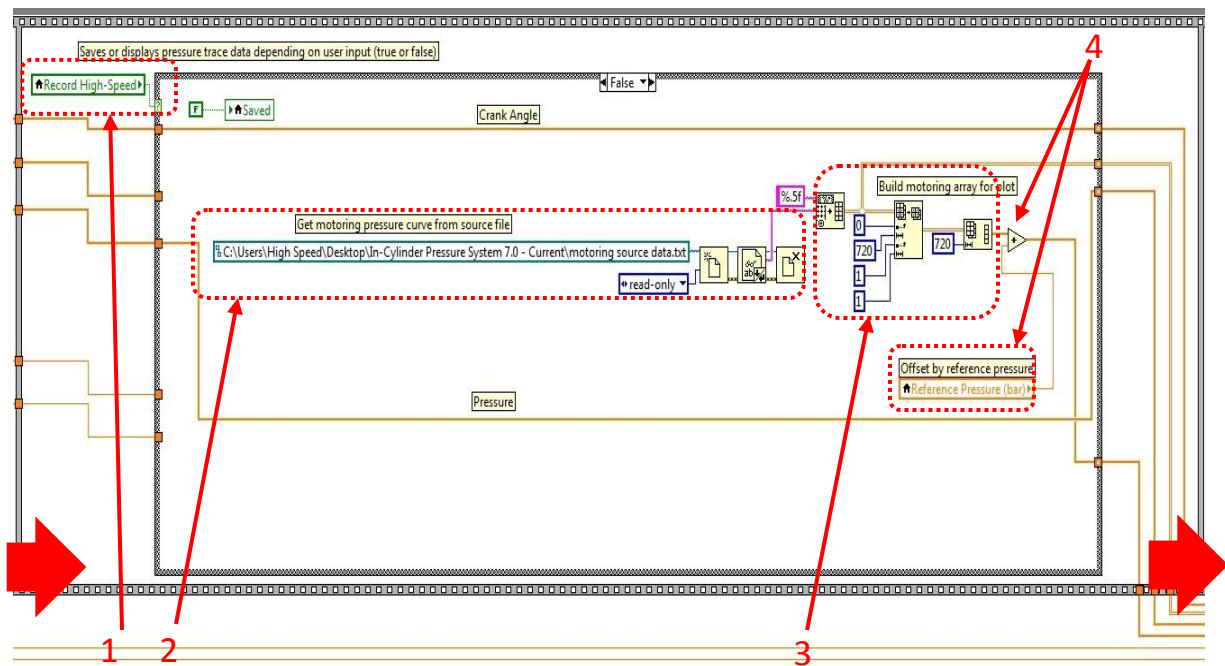 4
Saves or displays pressure trace data depending on user input (true or false)
Record High-Speed
False
?
F
Saved
Crank Angle
%.5f
Build motoring array for plot
Get motoring pressure curve from source file
0
C:\Users\High Speed\Desktop\In-Cylinder Pressure System 7.0 - Current\motoring source data.txt
720
720
+
read-only
1
1
Offset by reference pressure
Reference Pressure (bar)
Pressure
1
2
3